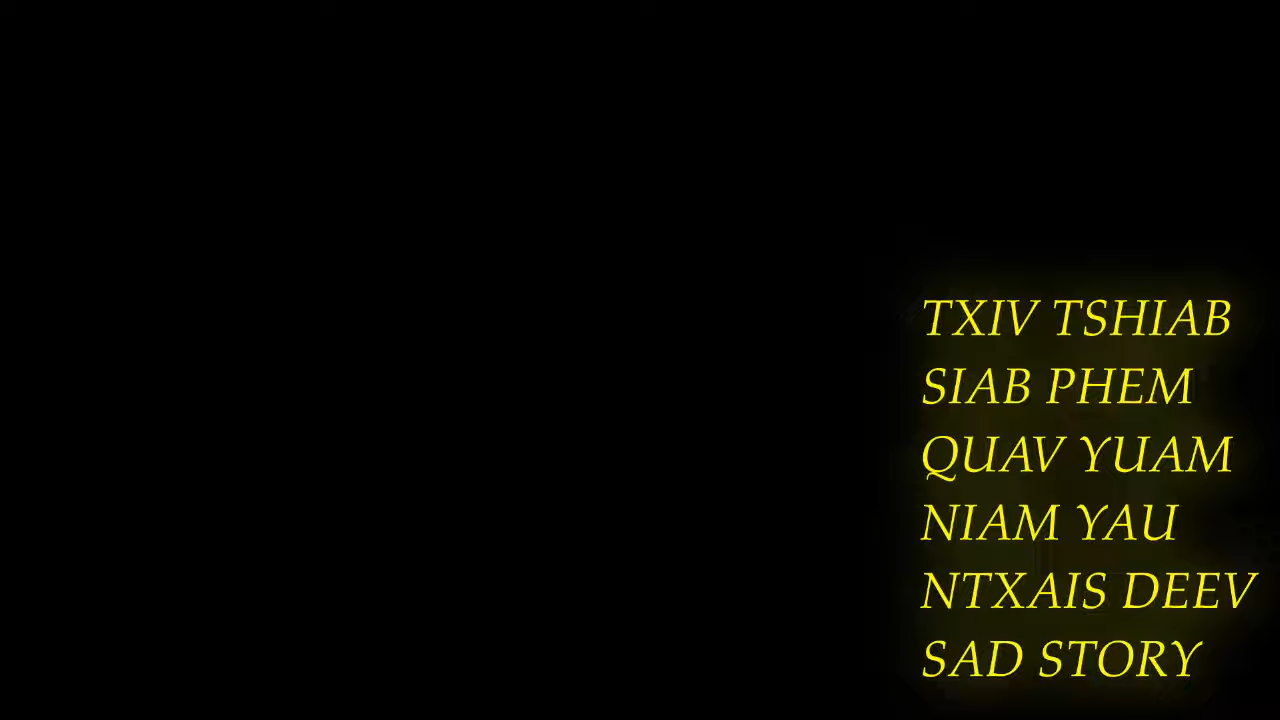 TXIV TSHIAB
SIAB PHEM
QUAV YUAM
NIAM YAU
NTXAIS DEEV
SAD STORY